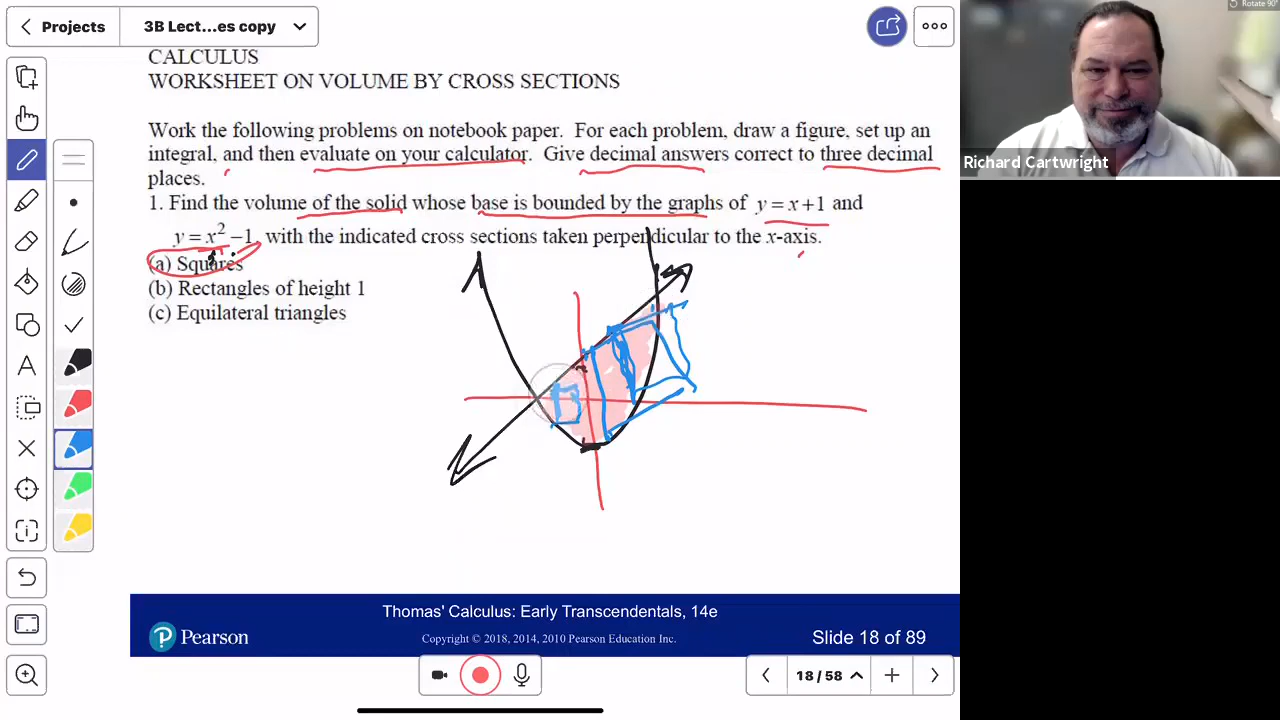 Projects
3B Lect...es copy
Rotate 90°
CALCULUS
WORKSHEET ON VOLUME BY CROSS SECTIONS
Work the following problems on notebook paper. For each problem, draw a figure, set up an
integral, and then evaluate on your calculator. Give decimal answers correct to three decimal
places.
1. Find the volume of the solid whose base is bounded by the graphs of y = x + 1 and
y = x² − 1, with the indicated cross sections taken perpendicular to the x-axis.
(a) Squares
(b) Rectangles of height 1
(c) Equilateral triangles
Richard Cartwright
A
Thomas' Calculus: Early Transcendentals, 14e
P Pearson
Copyright © 2018, 2014, 2010 Pearson Education Inc.
Slide 18 of 89
18 / 58